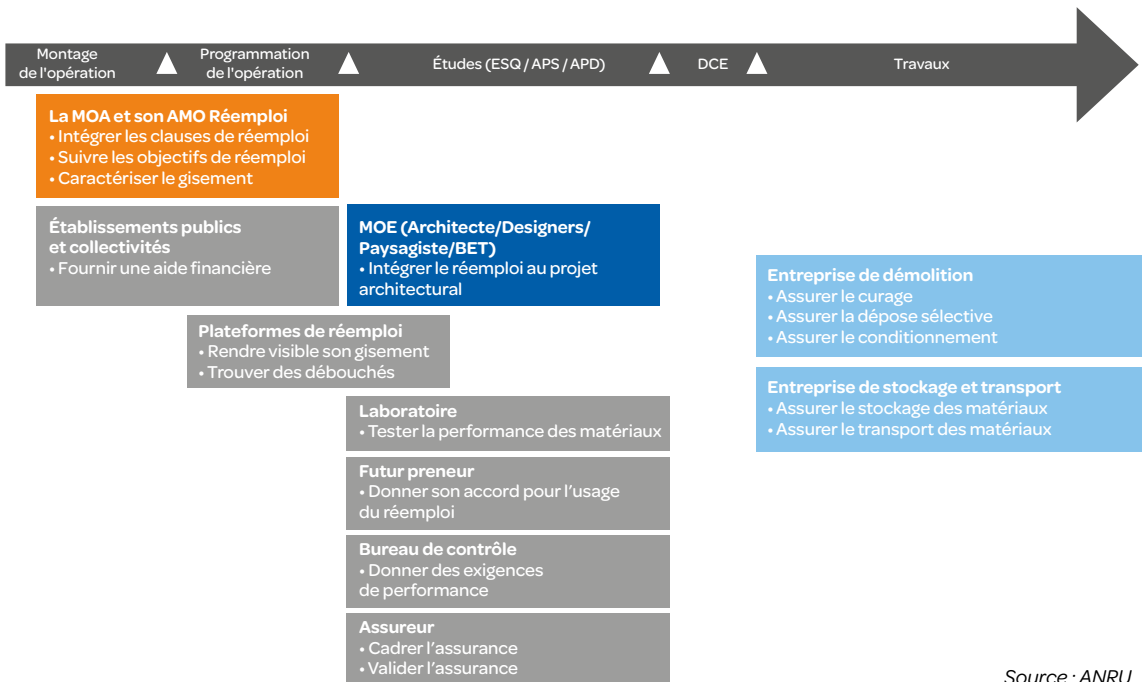 Montage
de l'opération
Programmation
de l'opération
Études (ESQ / APS / APD)
DCE
Travaux
La MOA et son AMO Réemploi
• Intégrer les clauses de réemploi
• Suivre les objectifs de réemploi
• Caractériser le gisement
Établissements publics
et collectivités
• Fournir une aide financière
MOE (Architecte/Designers/
Paysagiste/BET)
• Intégrer le réemploi au projet
architectural
Entreprise de démolition
• Assurer le curage
• Assurer la dépose sélective
• Assurer le conditionnement
Plateformes de réemploi
• Rendre visible son gisement
• Trouver des débouchés
Entreprise de stockage et transport
• Assurer le stockage des matériaux
• Assurer le transport des matériaux
Laboratoire
• Tester la performance des matériaux
Futur preneur
• Donner son accord pour l’usage
du réemploi
Bureau de contrôle
• Donner des exigences
de performance
Assureur
• Cadrer l’assurance
• Valider l’assurance
Source : ANRU